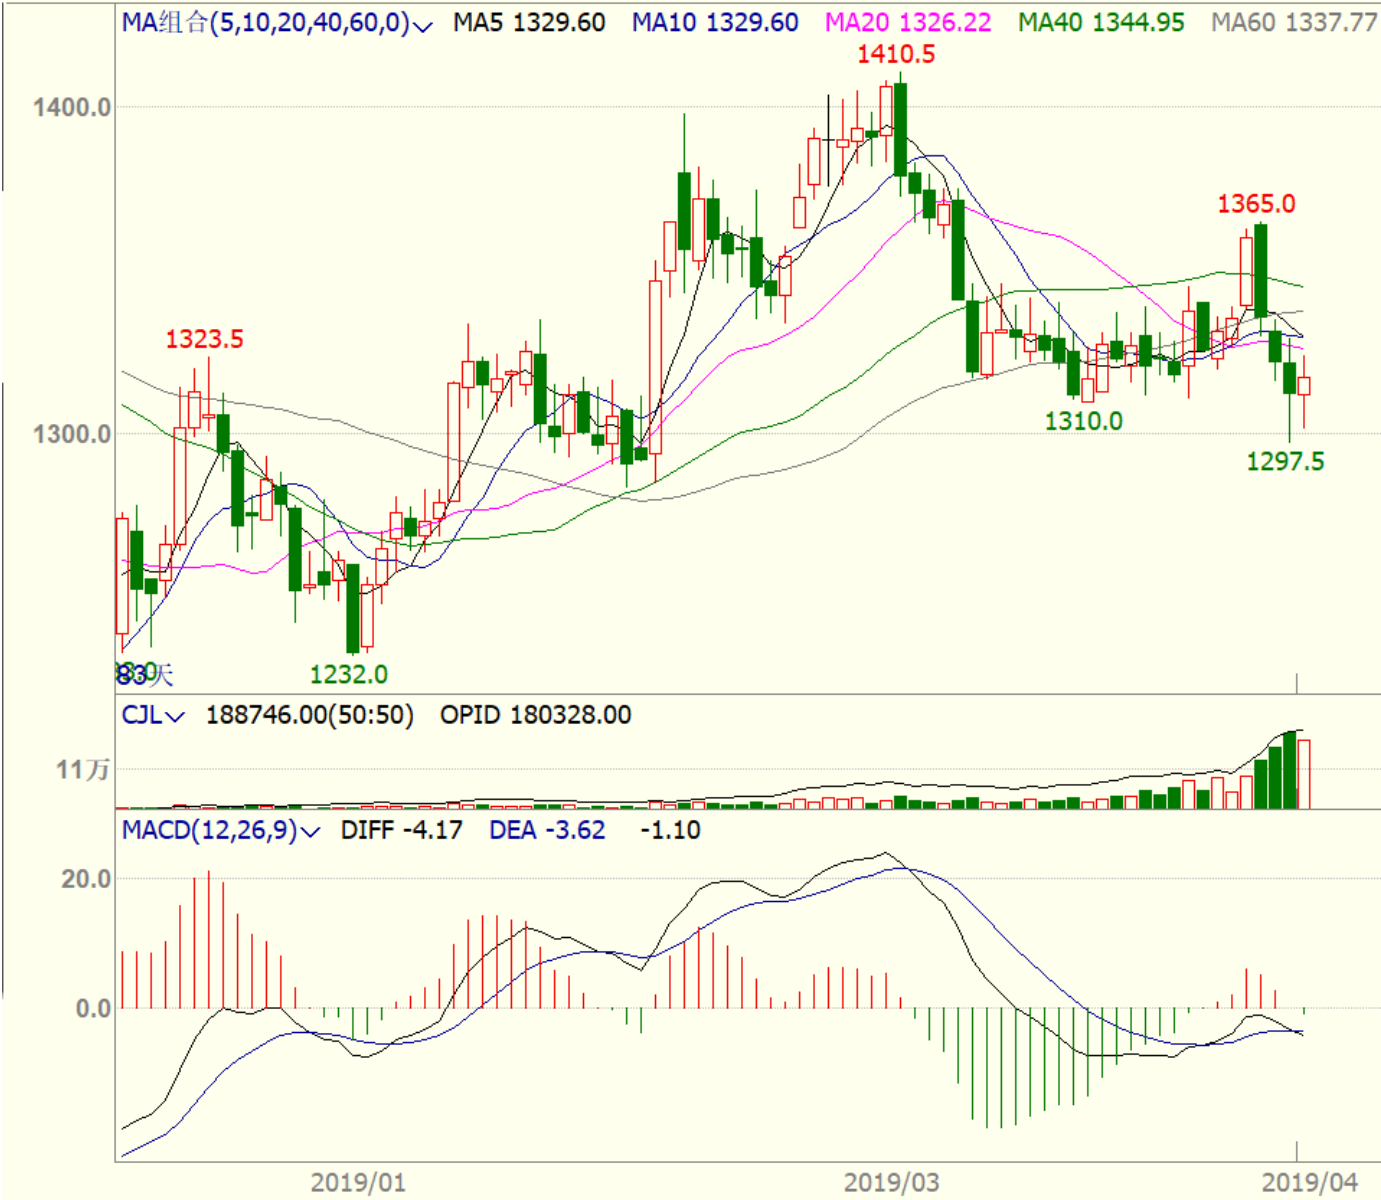 MA组合(5,10,20,40,60,0) MA5 1329.60 MA10 1329.60 MA20 1326.22 MA40 1344.95 MA60 1337.77
1410.5
1400.0
1365.0
1323.5
1310.0
1300.0
1297.5
83天
1232.0
CJL 188746.00(50:50) OPID 180328.00
11万
MACD(12,26,9) DIFF -4.17 DEA -3.62 -1.10
20.0
0.0
2019/01 2019/03 2019/04